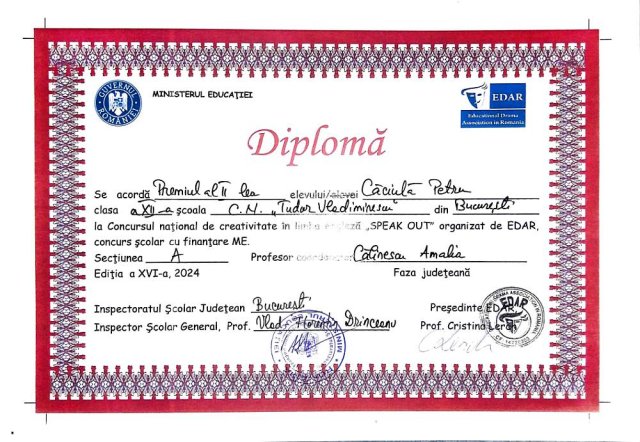 GUVERNUL ROMÂNIEI
MINISTERUL EDUCAȚIEI
EDAR
Educational Drama
Association in Romania
Diplomă
Se acordă Premiul al II lea elevului/elevei Căciulă Petru
clasa a XII-a școala C.N. „Tudor Vladimirescu" din București
la Concursul național de creativitate în limba engleză „SPEAK OUT" organizat de EDAR,
concurs școlar cu finanțare ME.
Secțiunea A Profesor coordonator Călinescu Amalia
Ediția a XVI-a, 2024 Faza județeană
Inspectoratul Școlar Județean București Președinte EDAR,
Inspector Școlar General, Prof. Vlad Florentin Drinceanu Prof. Cristina Lerch
EDAR